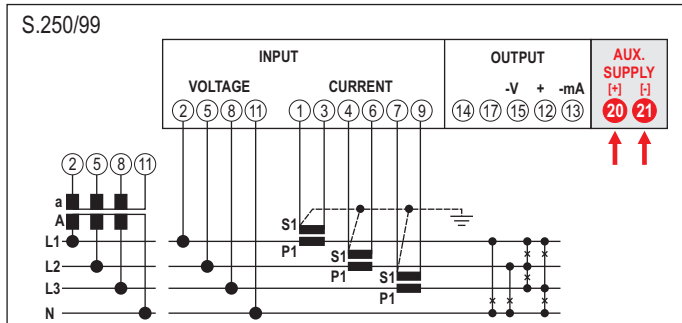 S.250/99
INPUT
OUTPUT
AUX.
SUPPLY
VOLTAGE
CURRENT
-V + -mA
[+] [-]
2 5 8 11 1 3 4 6 7 9 14 17 15 12 13 20 21
2 5 8 11
a
A
S1
L1
P1
S1
L2
P1
S1
L3
P1
N